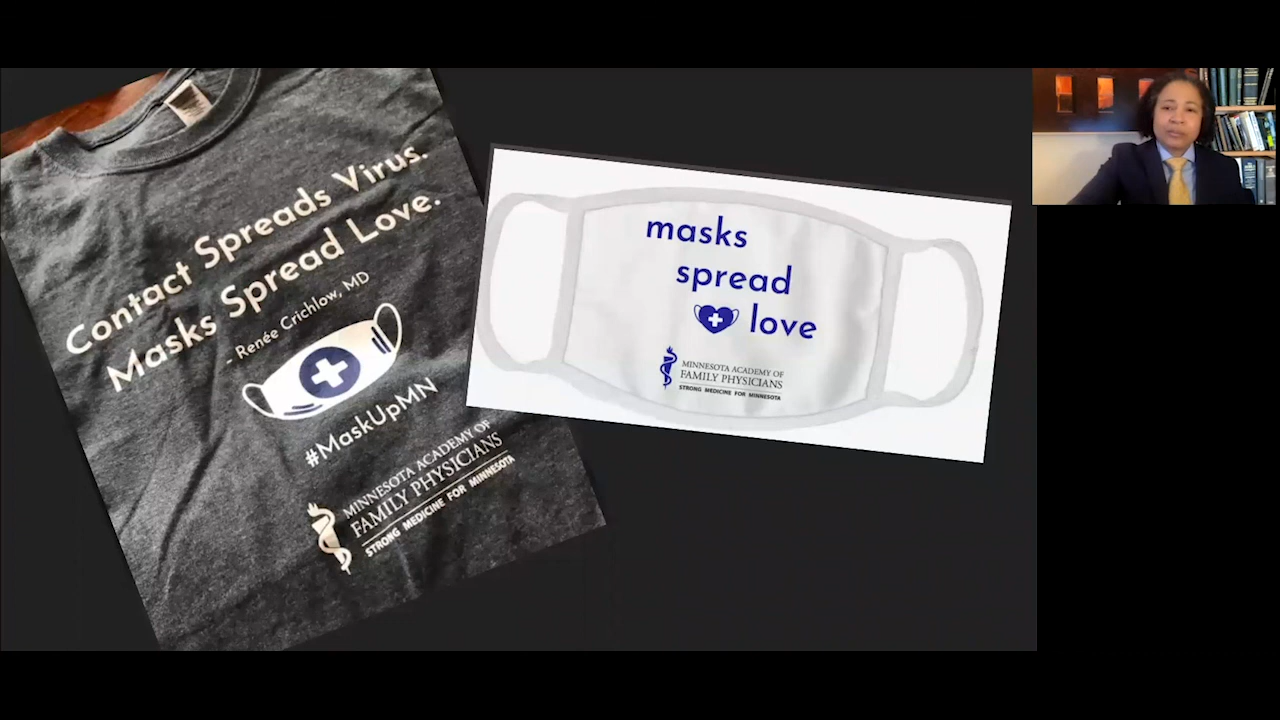 Contact Spreads Virus.
Masks Spread Love.
- Renée Crichlow, MD
#MaskUpMN
MINNESOTA ACADEMY OF
FAMILY PHYSICIANS
STRONG MEDICINE FOR MINNESOTA
masks
spread
love
MINNESOTA ACADEMY OF
FAMILY PHYSICIANS
STRONG MEDICINE FOR MINNESOTA